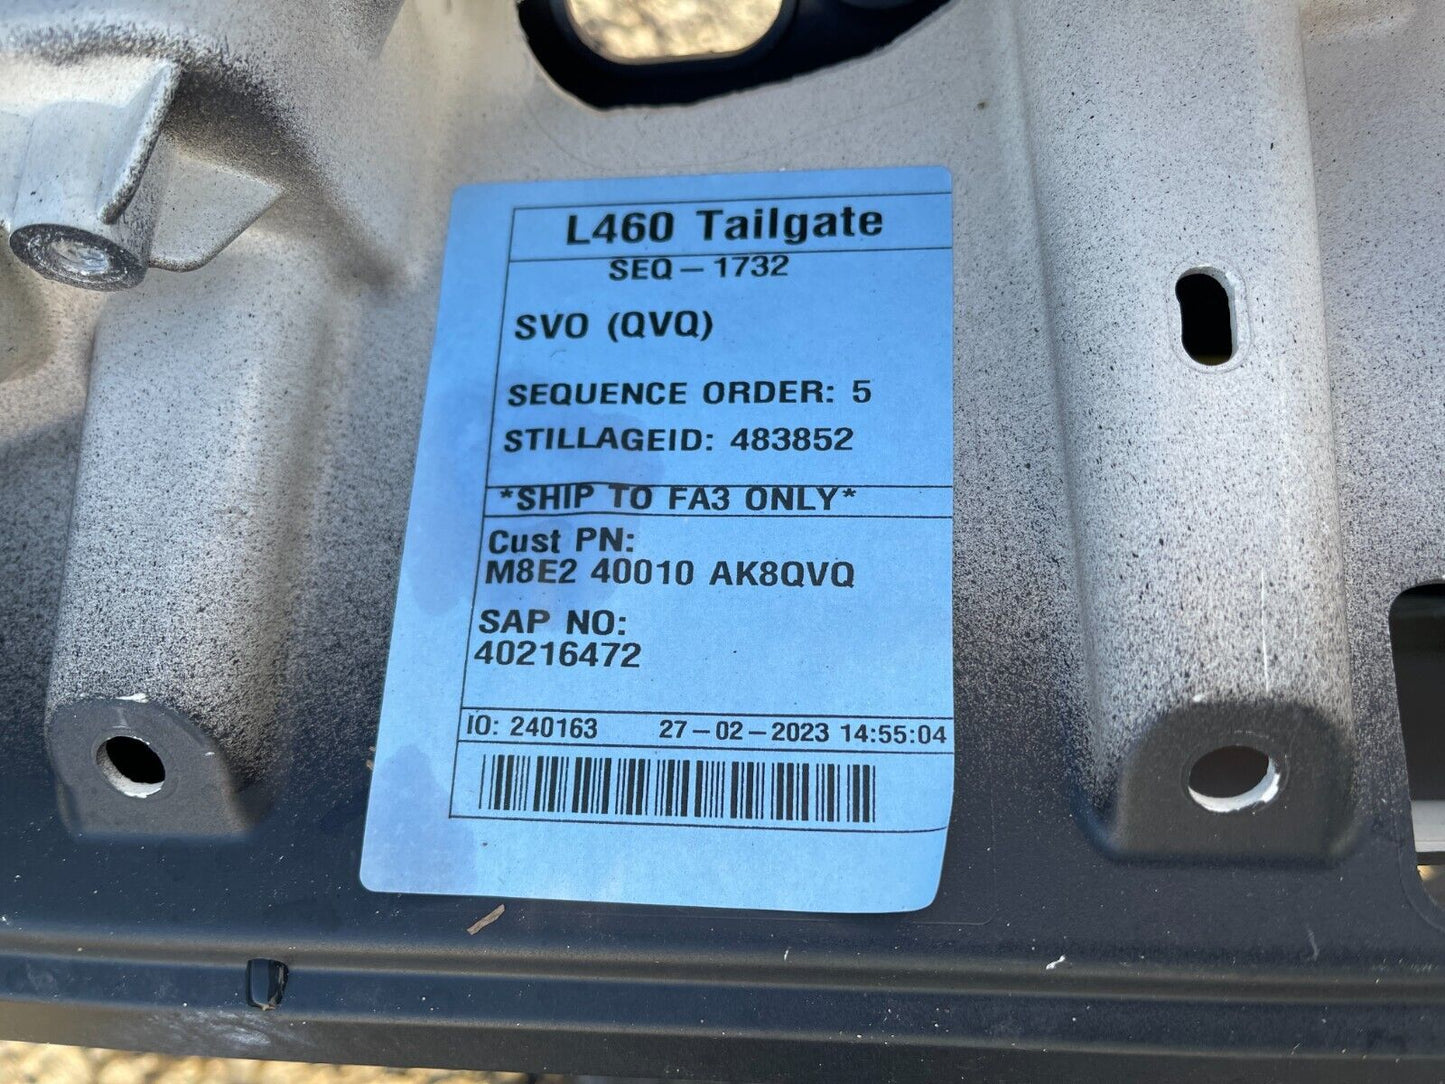 L460 Tailgate
SEQ-1732
SVO (QVQ)
SEQUENCE ORDER: 5
STILLAGEID: 483852
*SHIP TO FA3 ONLY*
Cust PN:
M8E2 40010 AK8QVQ
SAP NO:
40216472
IO: 240163 27-02-2023 14:55:04